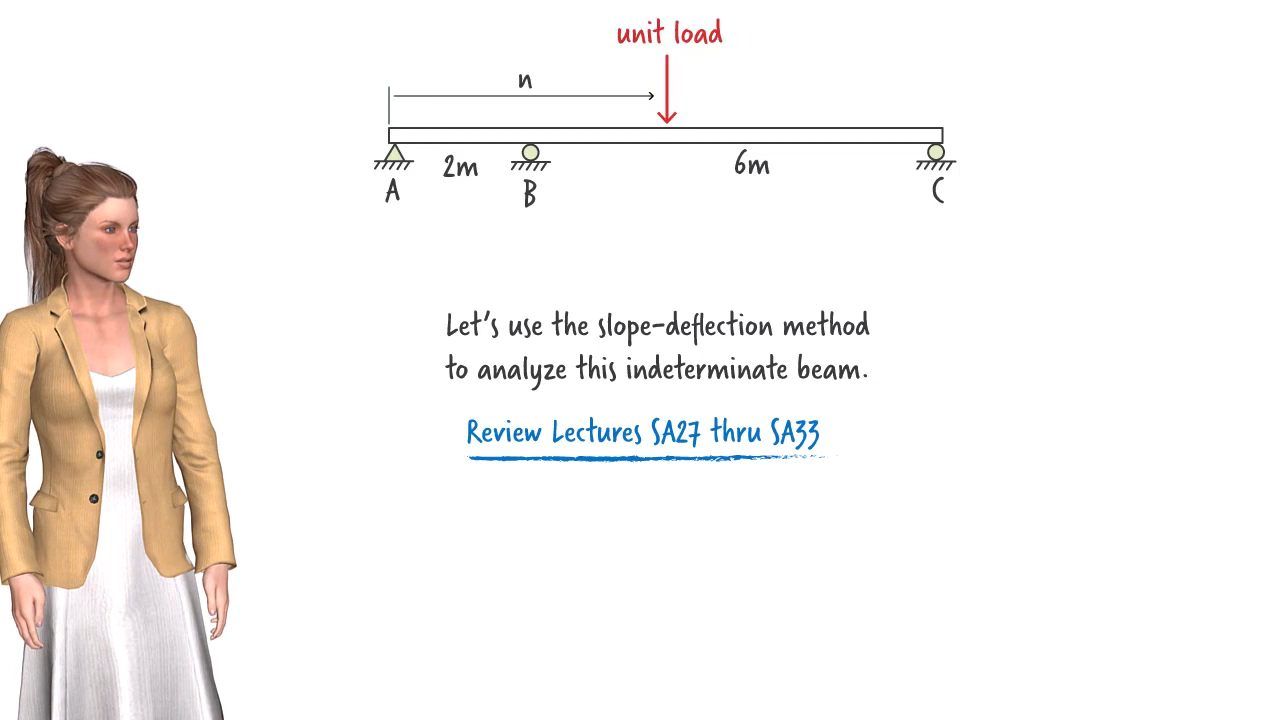 unit load
n
2m
6m
A
B
C
Let's use the slope-deflection method
to analyze this indeterminate beam.
Review Lectures SA27 thru SA33